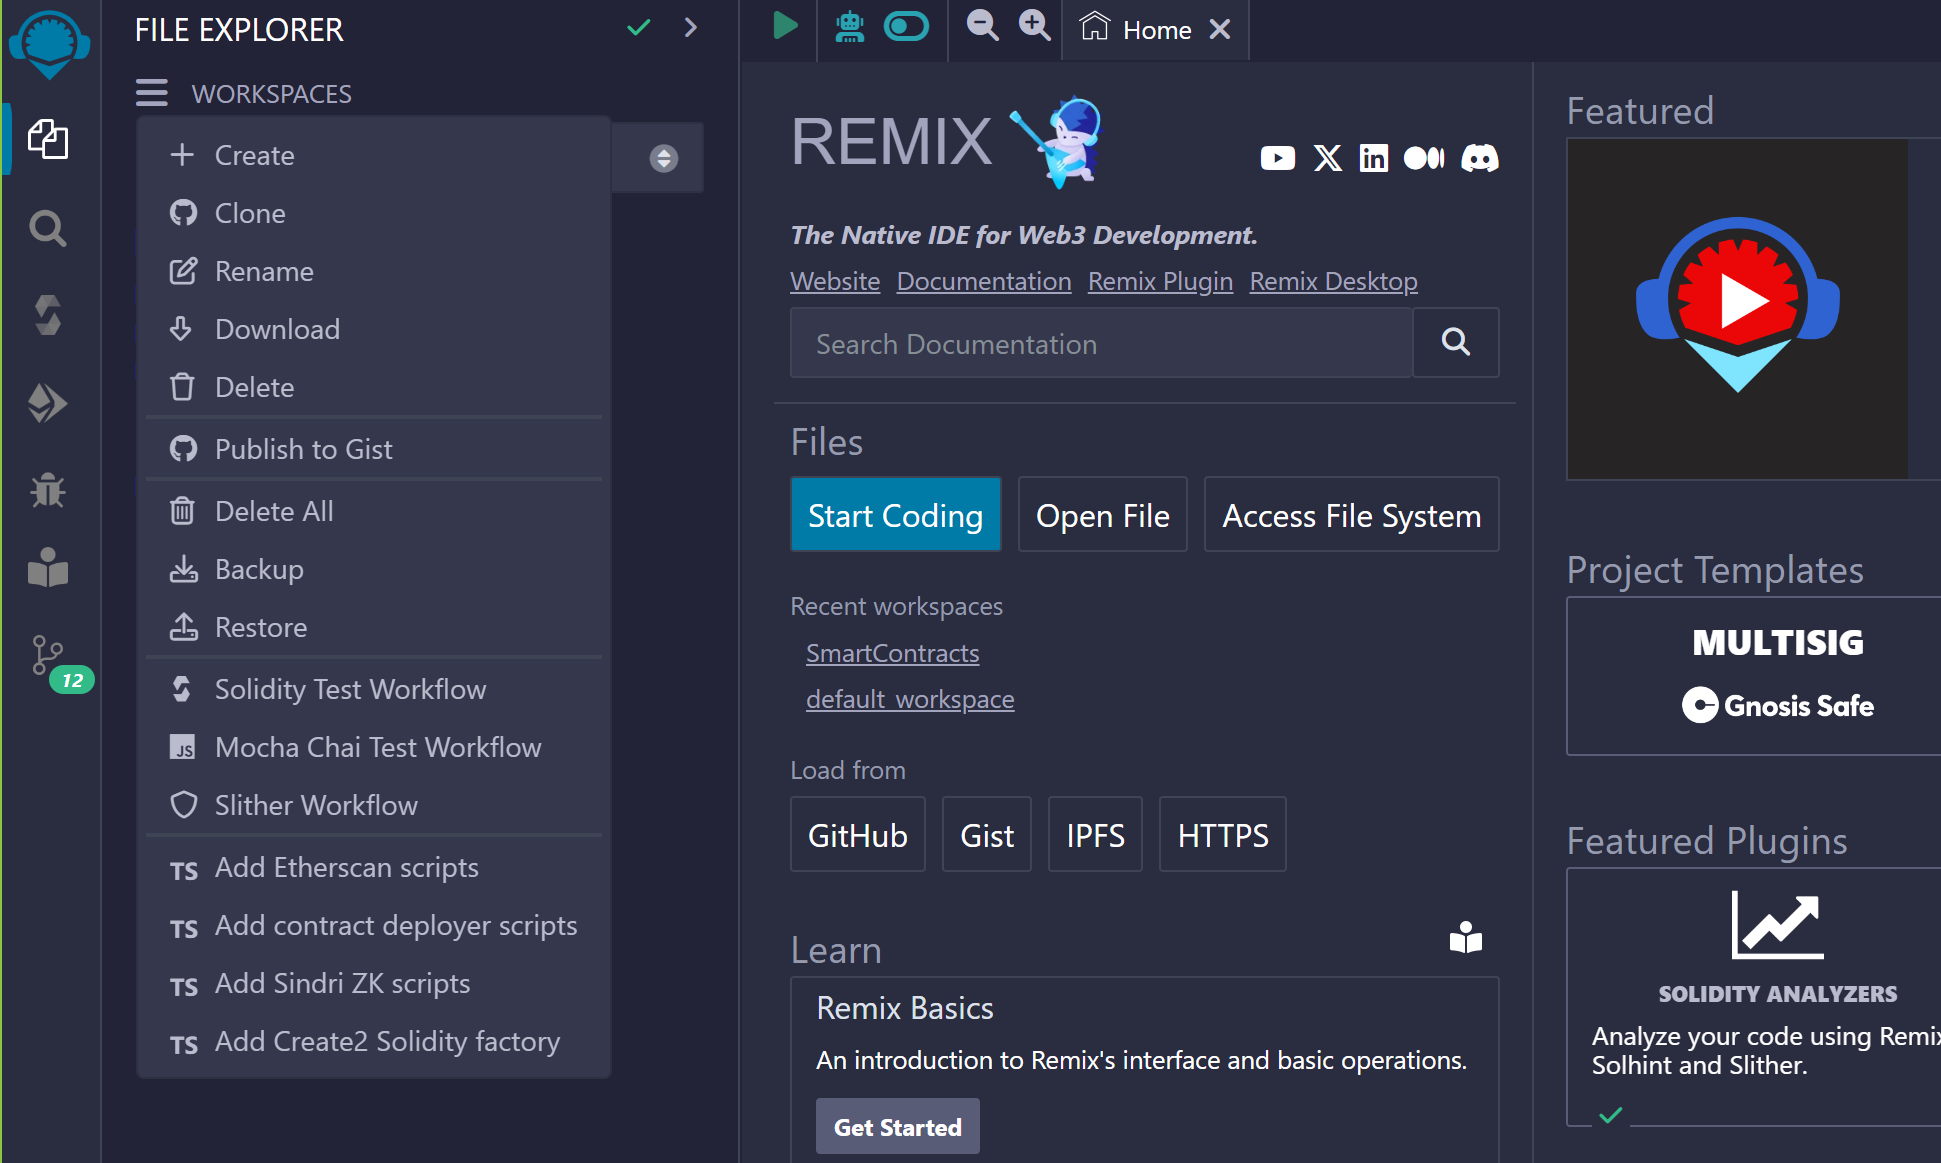 FILE EXPLORER
WORKSPACES
Create
Clone
Rename
Download
Delete
Publish to Gist
Delete All
Backup
Restore
Solidity Test Workflow
JS Mocha Chai Test Workflow
Slither Workflow
TS Add Etherscan scripts
TS Add contract deployer scripts
TS Add Sindri ZK scripts
TS Add Create2 Solidity factory
12
Home
REMIX
The Native IDE for Web3 Development.
Website Documentation Remix Plugin Remix Desktop
Search Documentation
Files
Start Coding Open File Access File System
Recent workspaces
SmartContracts
default_workspace
Load from
GitHub Gist IPFS HTTPS
Learn
Remix Basics
An introduction to Remix's interface and basic operations.
Get Started
Featured
Project Templates
MULTISIG
Gnosis Safe
Featured Plugins
SOLIDITY ANALYZERS
Analyze your code using Remix
Solhint and Slither.